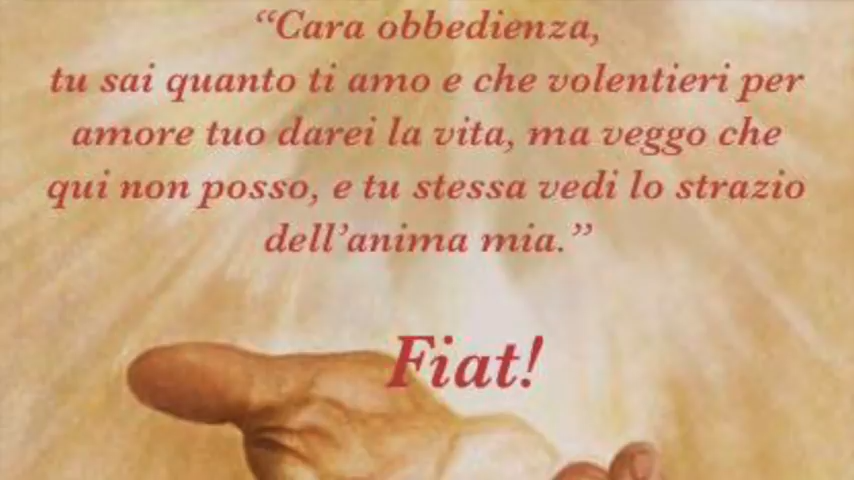 “Cara obbedienza,
tu sai quanto ti amo e che volentieri per
amore tuo darei la vita, ma veggo che
qui non posso, e tu stessa vedi lo strazio
dell’anima mia.”
Fiat!